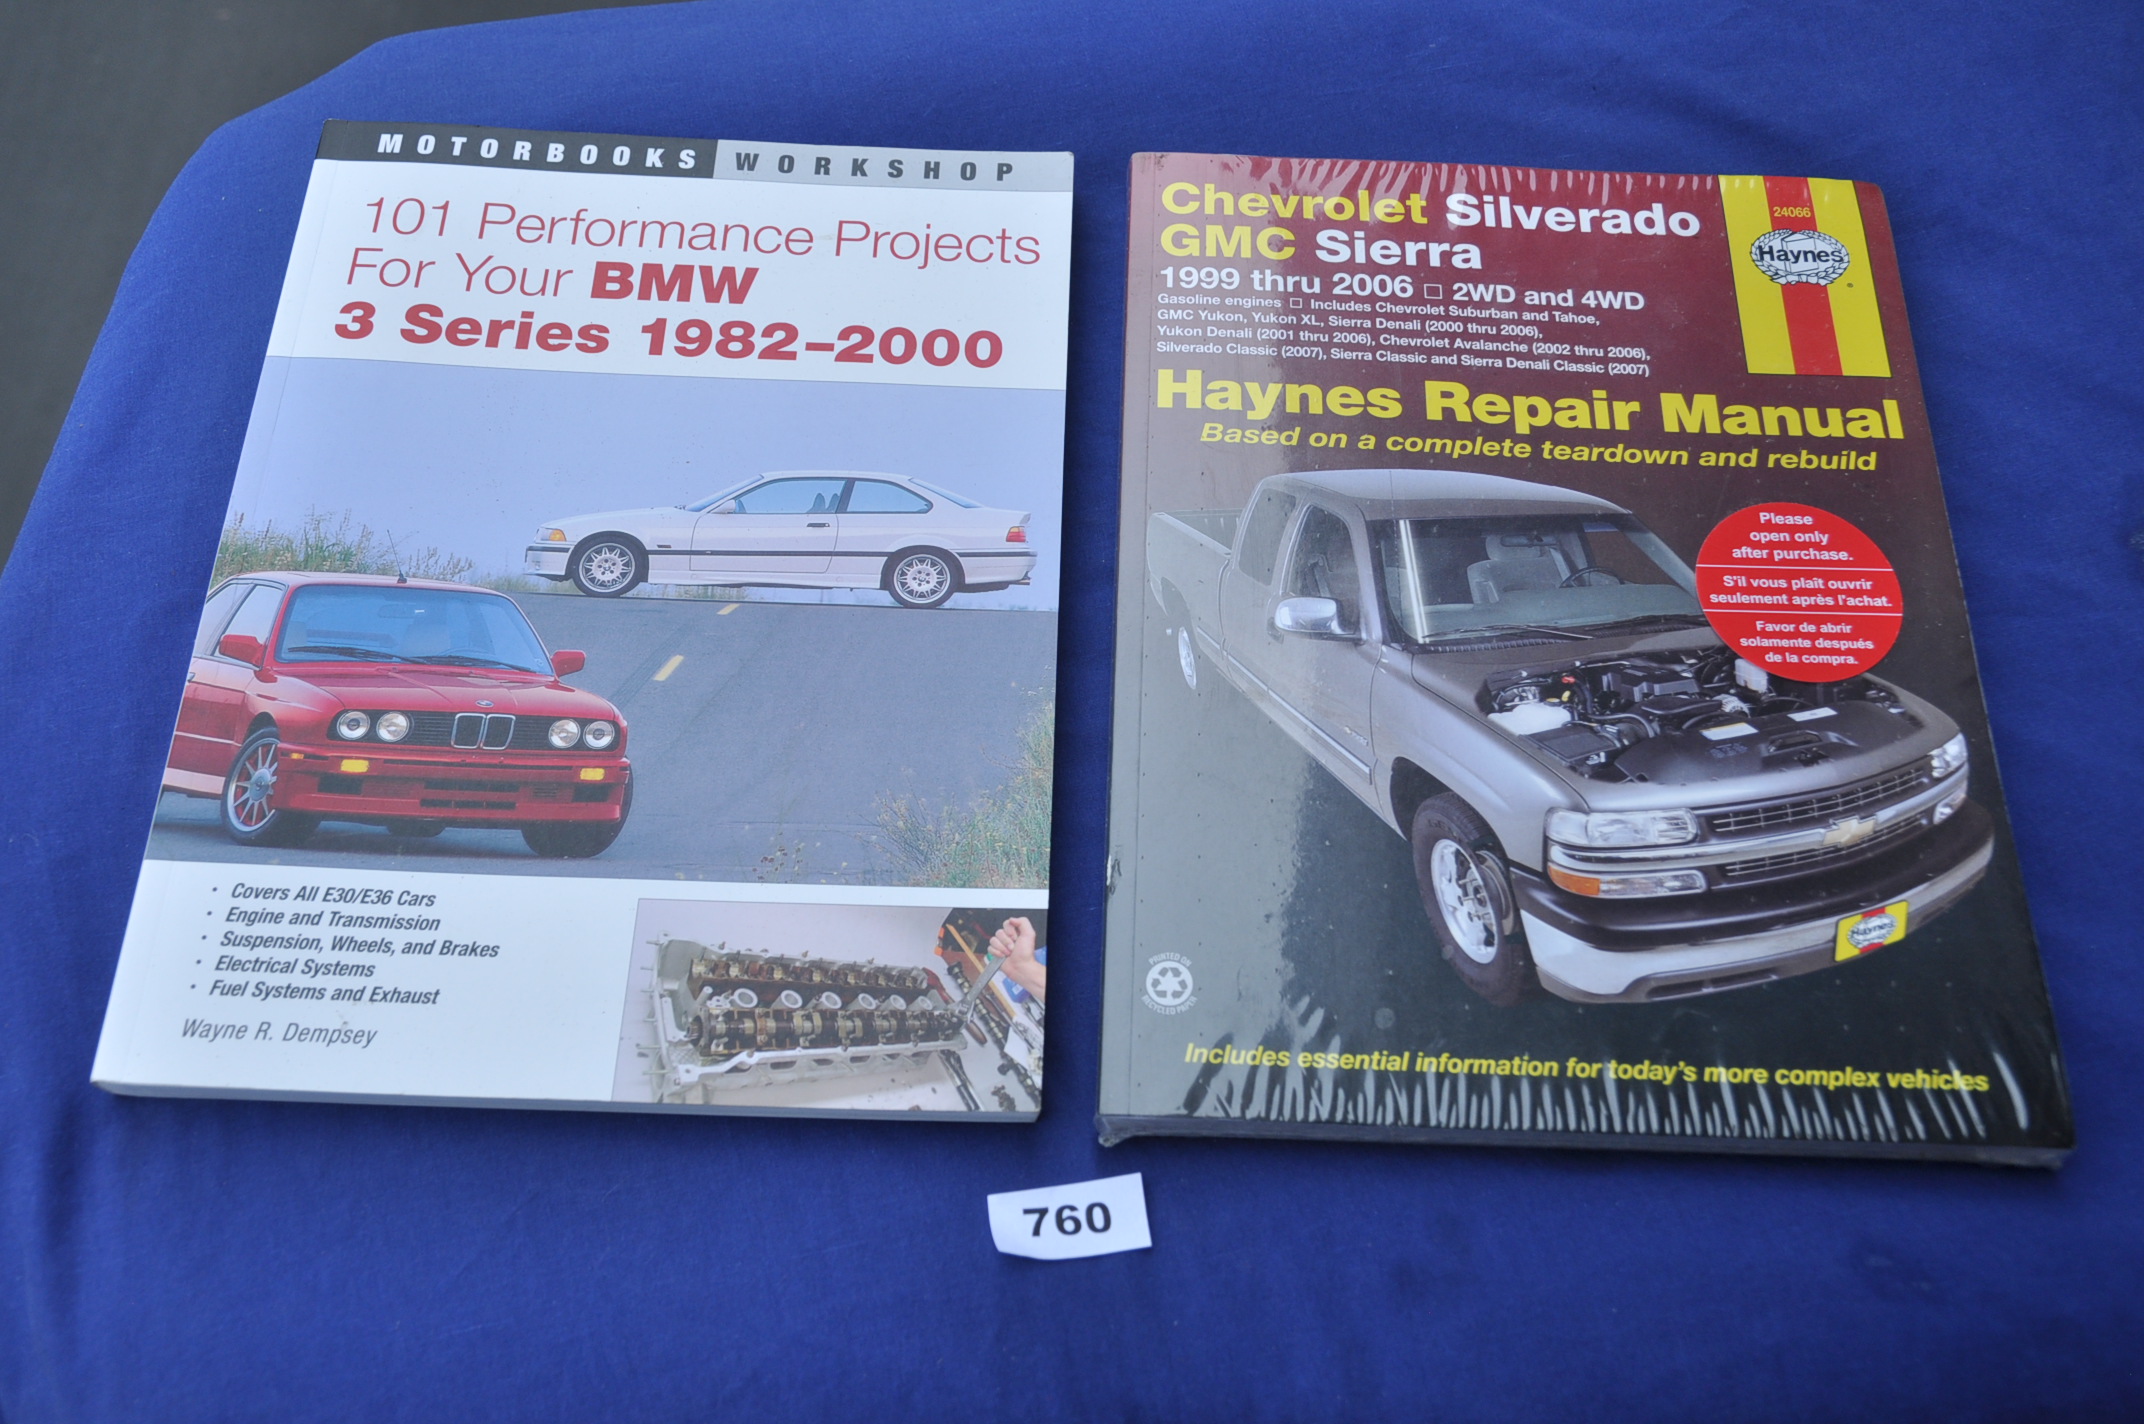 MOTORBOOKS WORKSHOP
101 Performance Projects
For Your BMW
3 Series 1982–2000
• Covers All E30/E36 Cars
• Engine and Transmission
• Suspension, Wheels, and Brakes
• Electrical Systems
• Fuel Systems and Exhaust
Wayne R. Dempsey
Chevrolet Silverado
GMC Sierra
1999 thru 2006 □ 2WD and 4WD
Gasoline engines □ Includes Chevrolet Suburban and Tahoe,
GMC Yukon, Yukon XL, Sierra Denali (2000 thru 2006),
Yukon Denali (2001 thru 2006), Chevrolet Avalanche (2002 thru 2006),
Silverado Classic (2007), Sierra Classic and Sierra Denali Classic (2007)
24066
Haynes
Haynes Repair Manual
Based on a complete teardown and rebuild
Please
open only
after purchase.
S'il vous plaît ouvrir
seulement après l'achat.
Favor de abrir
solamente después
de la compra.
Haynes
PRINTED ON
RECYCLED PAPER
Includes essential information for today's more complex vehicles
760